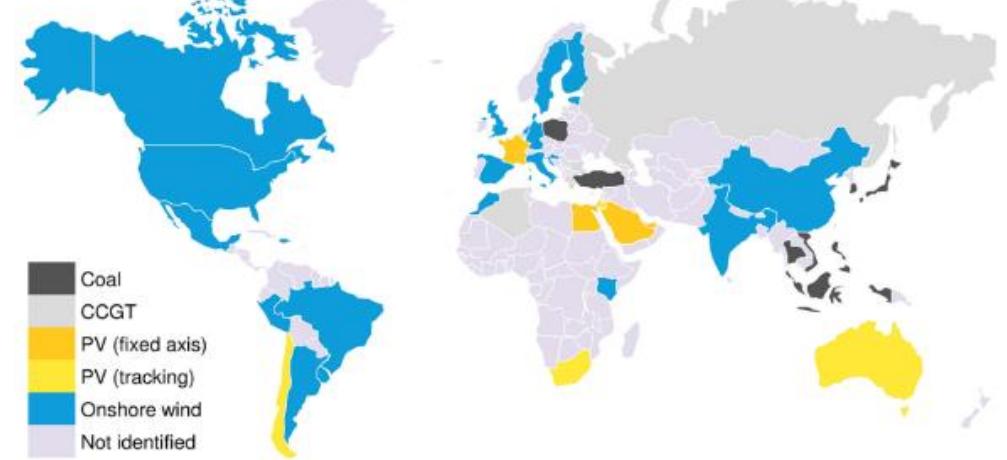 Coal
CCGT
PV (fixed axis)
PV (tracking)
Onshore wind
Not identified